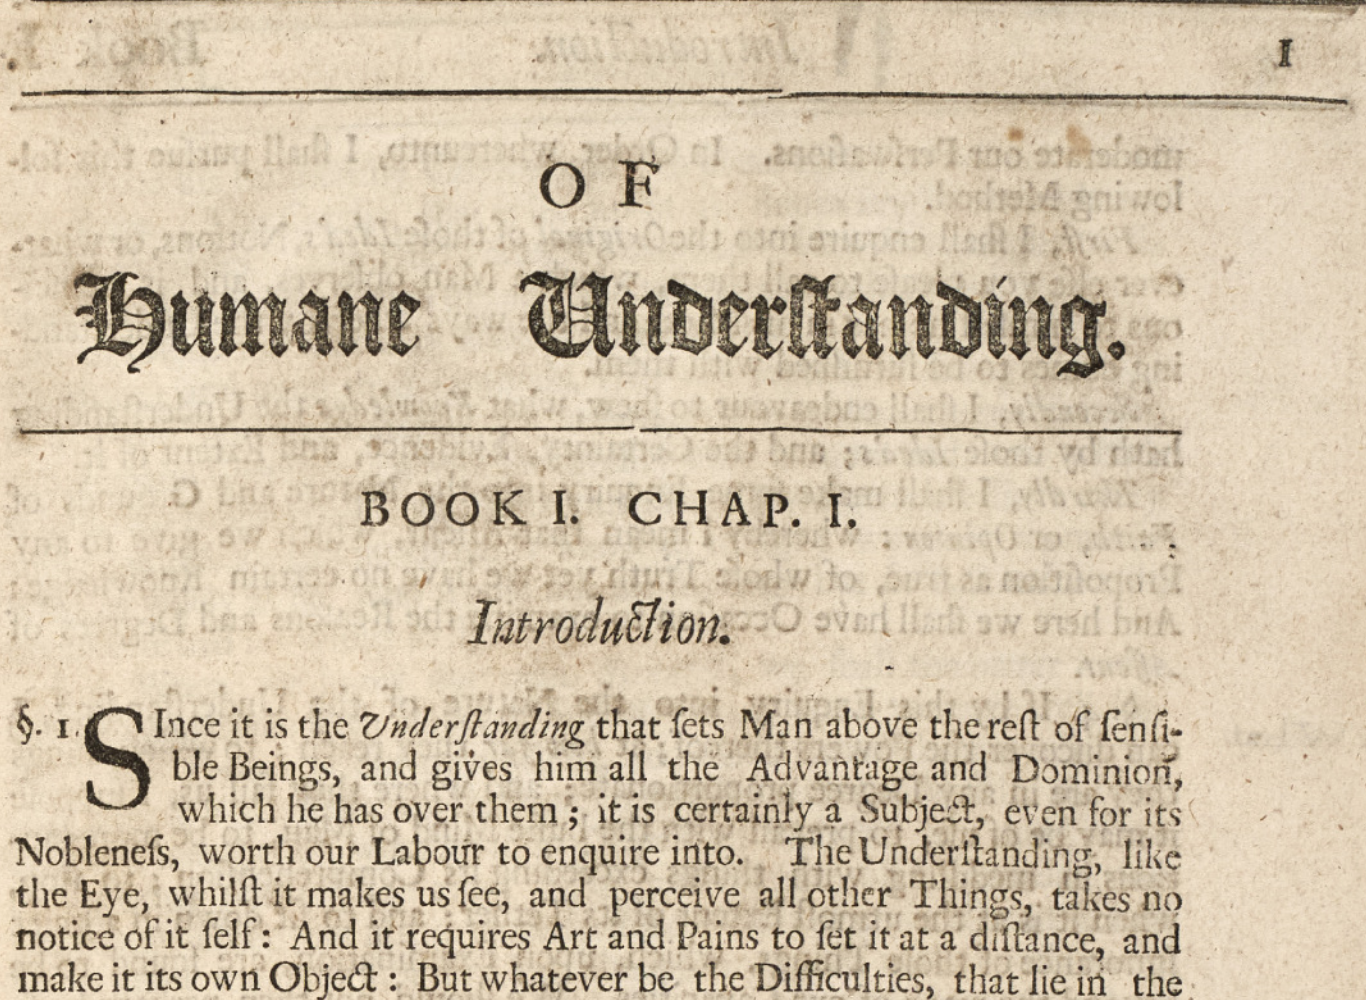 1
OF
Humane Underſtanding.
BOOK I. CHAP. I.
Introduction.
§. 1. SInce it is the Underſtanding that ſets Man above the reſt of ſenſi-
ble Beings, and gives him all the Advantage and Dominion,
which he has over them; it is certainly a Subject, even for its
Nobleneſs, worth our Labour to enquire into. The Underſtanding, like
the Eye, whilſt it makes us ſee, and perceive all other Things, takes no
notice of it ſelf: And it requires Art and Pains to ſet it at a diſtance, and
make it its own Object: But whatever be the Difficulties, that lie in the